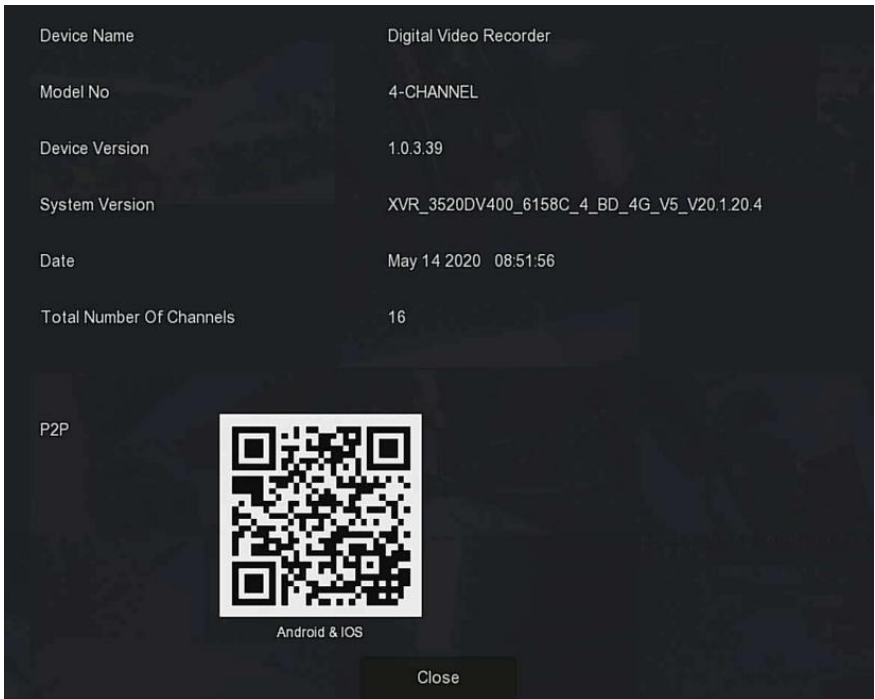 Device Name Digital Video Recorder
Model No 4-CHANNEL
Device Version 1.0.3.39
System Version XVR_3520DV400_6158C_4_BD_4G_V5_V20.1.20.4
Date May 14 2020 08:51:56
Total Number Of Channels 16
P2P
Android & IOS
Close